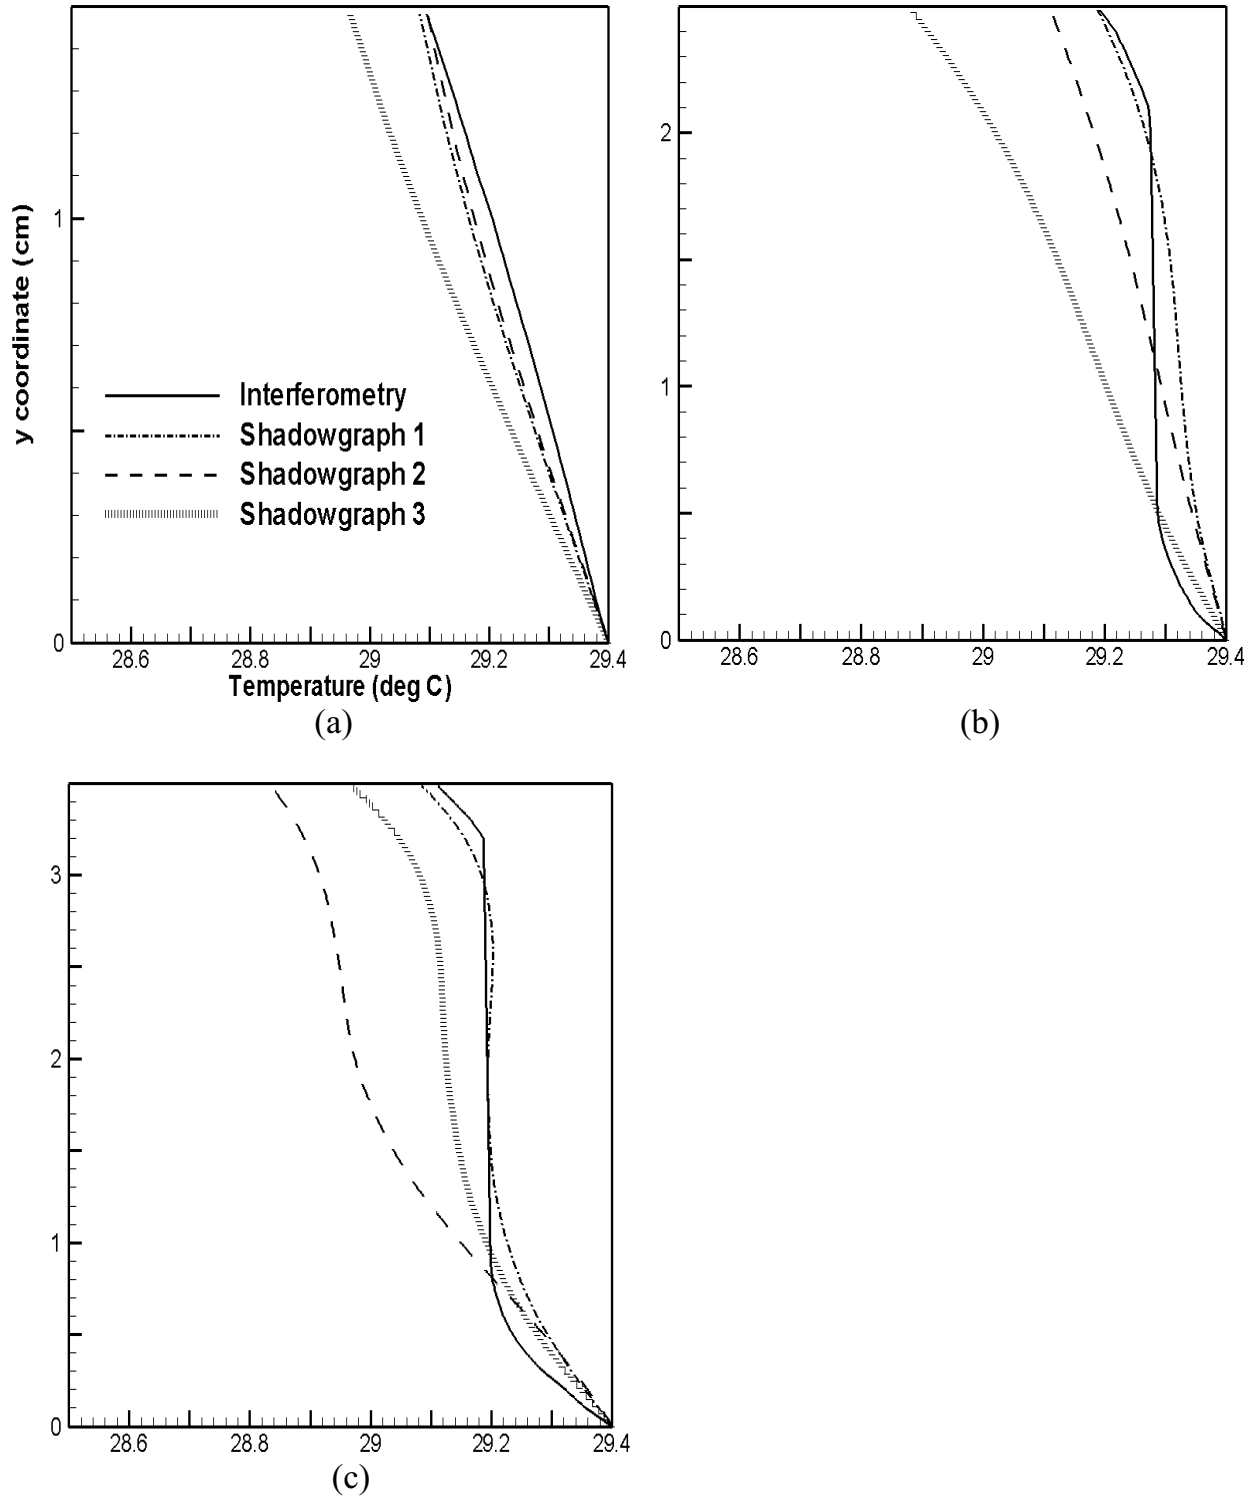 y coordinate (cm)
1
0
Interferometry
Shadowgraph 1
Shadowgraph 2
Shadowgraph 3
28.6 28.8 29 29.2 29.4
Temperature (deg C)
(a)
2
1
0
28.6 28.8 29 29.2 29.4
(b)
3
2
1
0
28.6 28.8 29 29.2 29.4
(c)